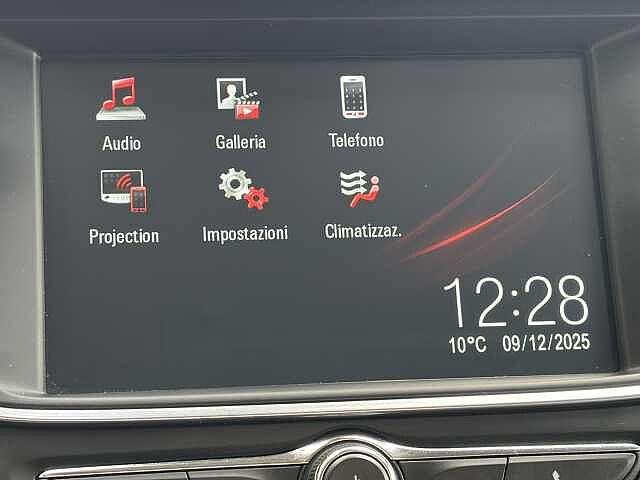 Audio Galleria Telefono
Projection Impostazioni Climatizzaz.
12:28
10°C 09/12/2025